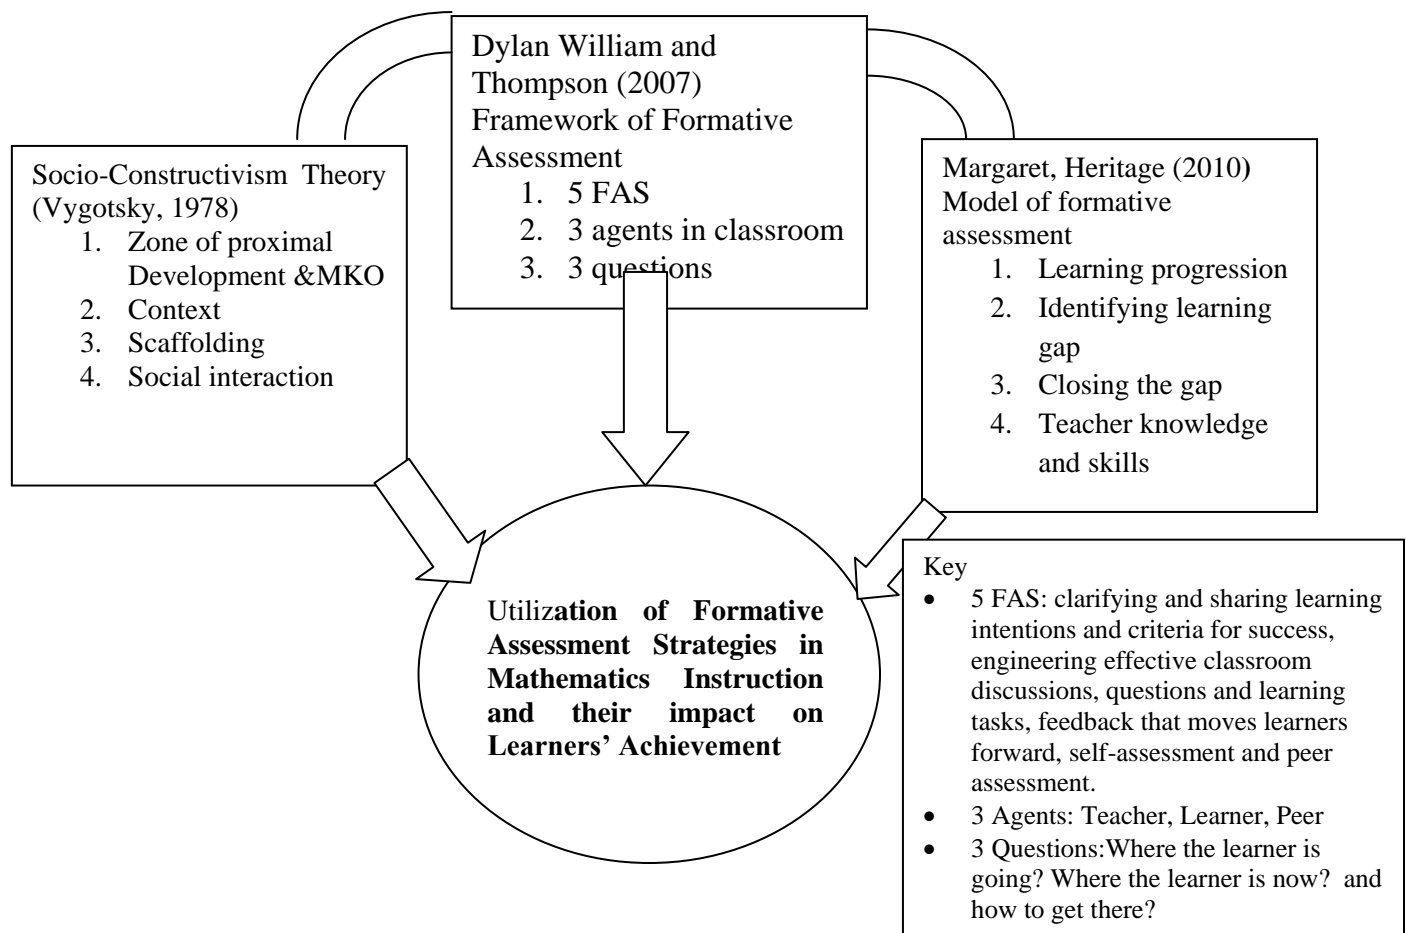 Dylan William and
Thompson (2007)
Framework of Formative
Assessment
1. 5 FAS
2. 3 agents in classroom
3. 3 questions
Socio-Constructivism Theory
(Vygotsky, 1978)
1. Zone of proximal
Development &MKO
2. Context
3. Scaffolding
4. Social interaction
Margaret, Heritage (2010)
Model of formative
assessment
1. Learning progression
2. Identifying learning
gap
3. Closing the gap
4. Teacher knowledge
and skills
Utilization of Formative
Assessment Strategies in
Mathematics Instruction
and their impact on
Learners’ Achievement
Key
• 5 FAS: clarifying and sharing learning
intentions and criteria for success,
engineering effective classroom
discussions, questions and learning
tasks, feedback that moves learners
forward, self-assessment and peer
assessment.
• 3 Agents: Teacher, Learner, Peer
• 3 Questions:Where the learner is
going? Where the learner is now? and
how to get there?